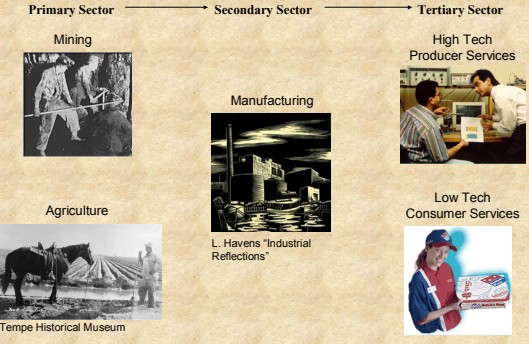 Primary Sector
Secondary Sector
Tertiary Sector
Mining
High Tech
Producer Services
Manufacturing
Agriculture
Low Tech
Consumer Services
L. Havens "Industrial
Reflections"
Tempe Historical Museum